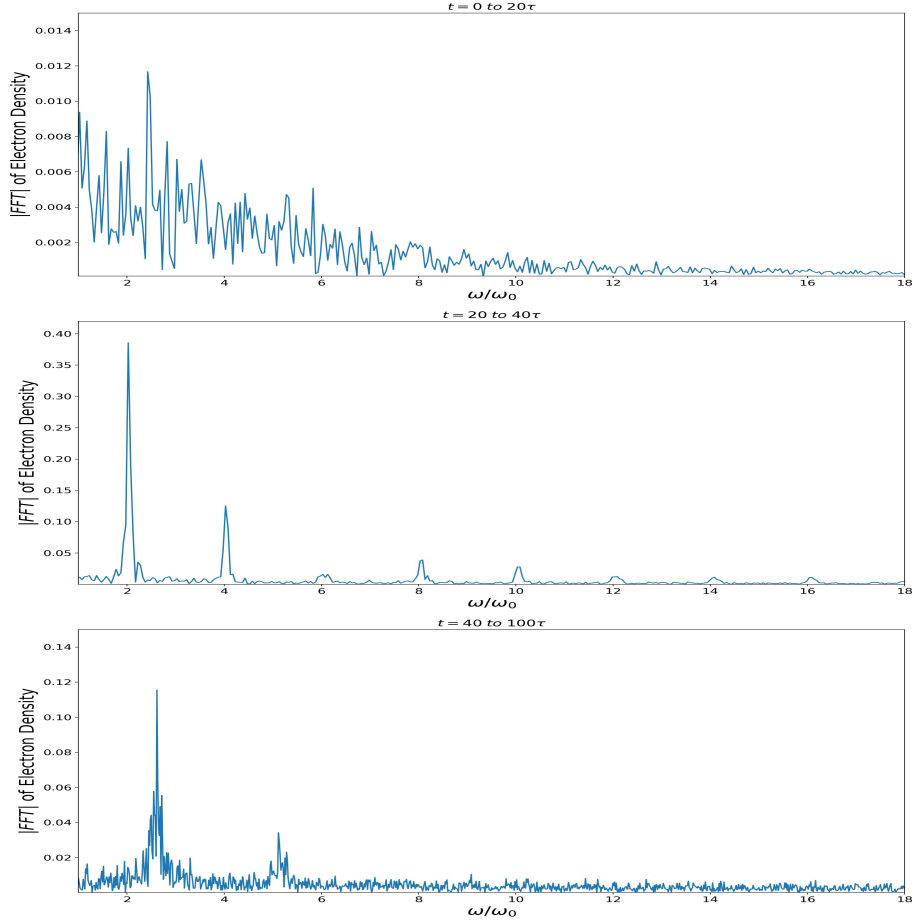 t = 0 to 20τ
|FFT| of Electron Density
0.014
0.012
0.010
0.008
0.006
0.004
0.002
2 4 6 8 10 12 14 16 18
ω/ω₀
t = 20 to 40τ
|FFT| of Electron Density
0.40
0.35
0.30
0.25
0.20
0.15
0.10
0.05
2 4 6 8 10 12 14 16 18
ω/ω₀
t = 40 to 100τ
|FFT| of Electron Density
0.14
0.12
0.10
0.08
0.06
0.04
0.02
2 4 6 8 10 12 14 16 18
ω/ω₀